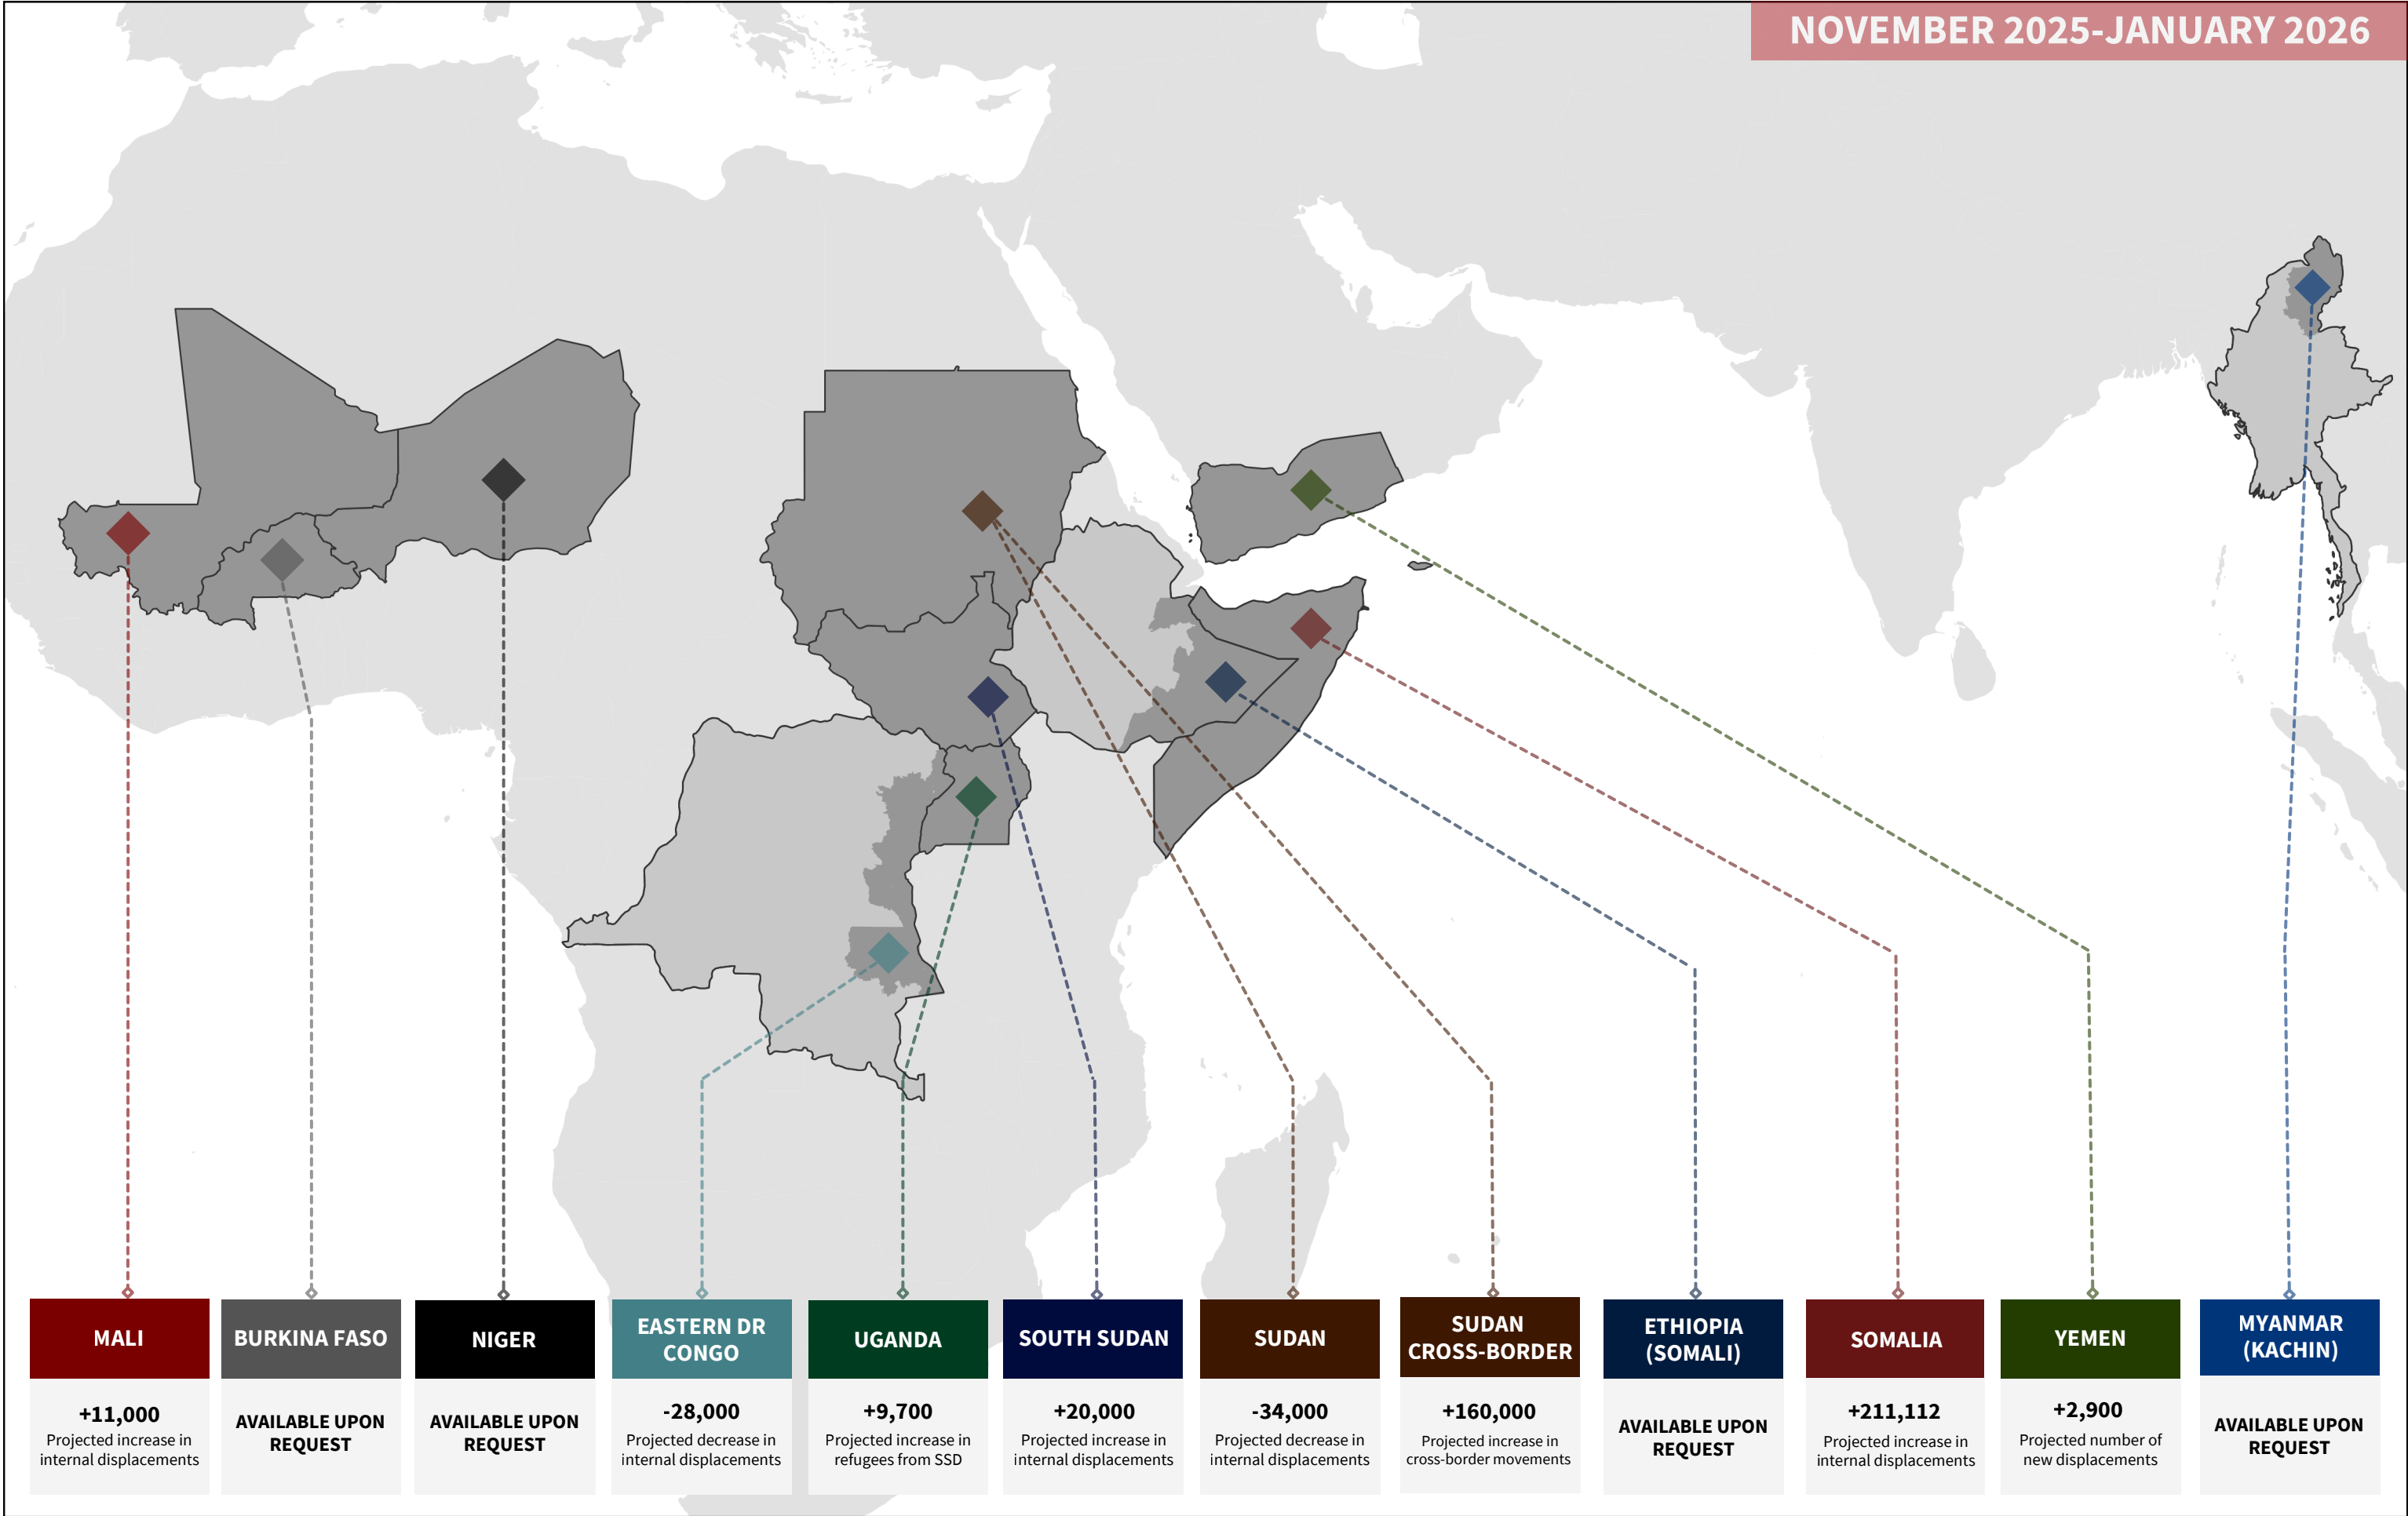 NOVEMBER 2025-JANUARY 2026
MALI
+11,000
Projected increase in
internal displacements
BURKINA FASO
AVAILABLE UPON
REQUEST
NIGER
AVAILABLE UPON
REQUEST
EASTERN DR
CONGO
-28,000
Projected decrease in
internal displacements
UGANDA
+9,700
Projected increase in
refugees from SSD
SOUTH SUDAN
+20,000
Projected increase in
internal displacements
SUDAN
-34,000
Projected decrease in
internal displacements
SUDAN
CROSS-BORDER
+160,000
Projected increase in
cross-border movements
ETHIOPIA
(SOMALI)
AVAILABLE UPON
REQUEST
SOMALIA
+211,112
Projected increase in
internal displacements
YEMEN
+2,900
Projected number of
new displacements
MYANMAR
(KACHIN)
AVAILABLE UPON
REQUEST